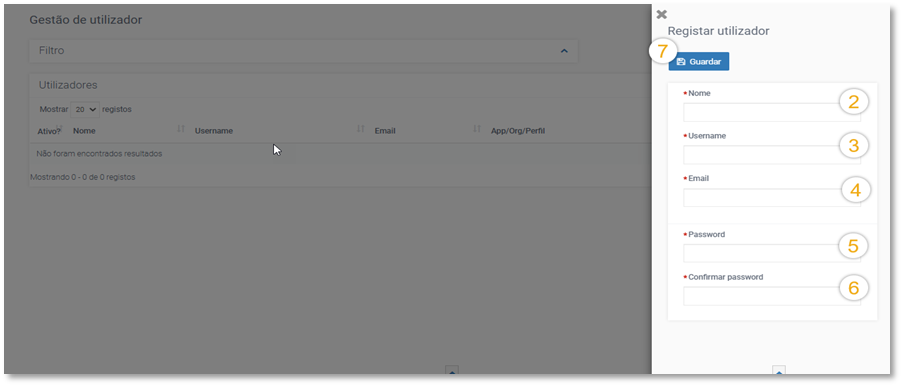 Gestão de utilizador
Filtro
Utilizadores
Mostrar 20 registos
Ativo? Nome Username Email App/Org/Perfil
Não foram encontrados resultados
Mostrando 0 - 0 de 0 registos
Registar utilizador
7 Guardar
*Nome 2
*Username 3
*Email 4
*Password 5
*Confirmar password 6